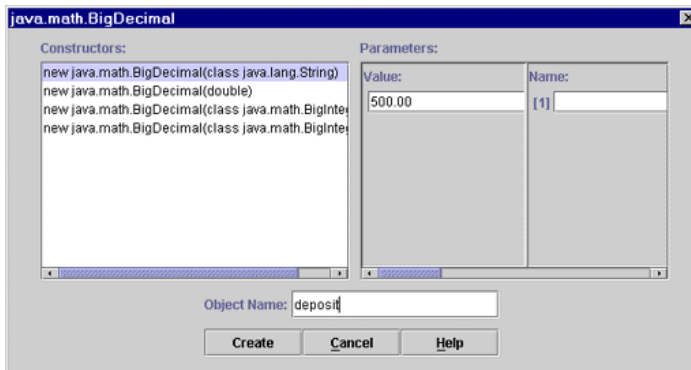 java.math.BigDecimal
Constructors:
Parameters:
new java.math.BigDecimal(class java.lang.String)
new java.math.BigDecimal(double)
new java.math.BigDecimal(class java.math.BigInte
new java.math.BigDecimal(class java.math.BigInte
Value:
Name:
500.00
[1]
Object Name: deposit
Create
Cancel
Help